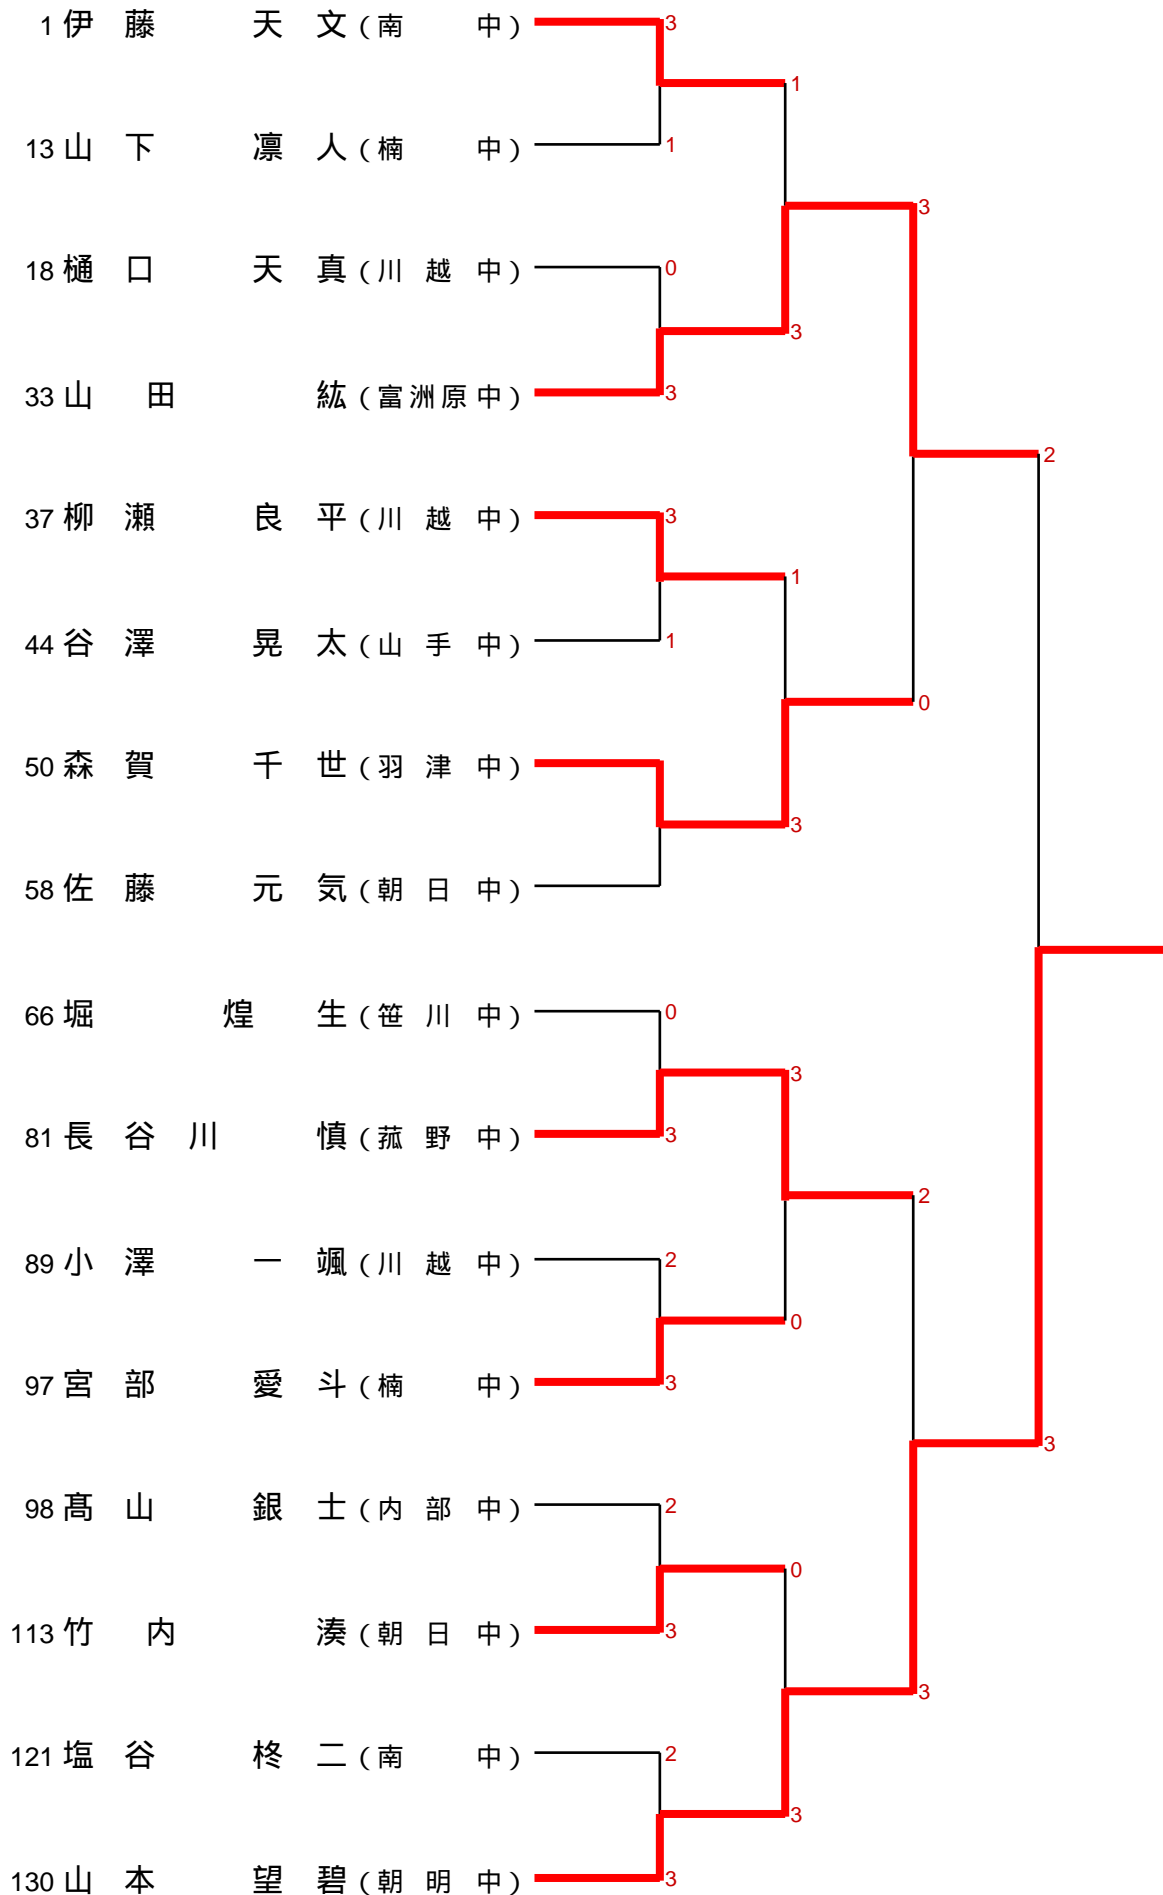 1 伊藤 天文 (南 中) 3
1
13 山下 凛人 (楠 中) 1
3
18 樋口 天真 (川越中) 0
3
33 山田 紘 (富洲原中) 3
2
37 柳瀬 良平 (川越中) 3
1
44 谷澤 晃太 (山手中) 1
0
50 森賀 千世 (羽津中)
3
58 佐藤 元気 (朝日中)
66 堀 煌生 (笹川中) 0
3
81 長谷川 慎 (菰野中) 3
2
89 小澤 一颯 (川越中) 2
0
97 宮部 愛斗 (楠 中) 3
3
98 髙山 銀士 (内部中) 2
0
113 竹内 湊 (朝日中) 3
3
121 塩谷 柊二 (南 中) 2
3
130 山本 望碧 (朝明中) 3